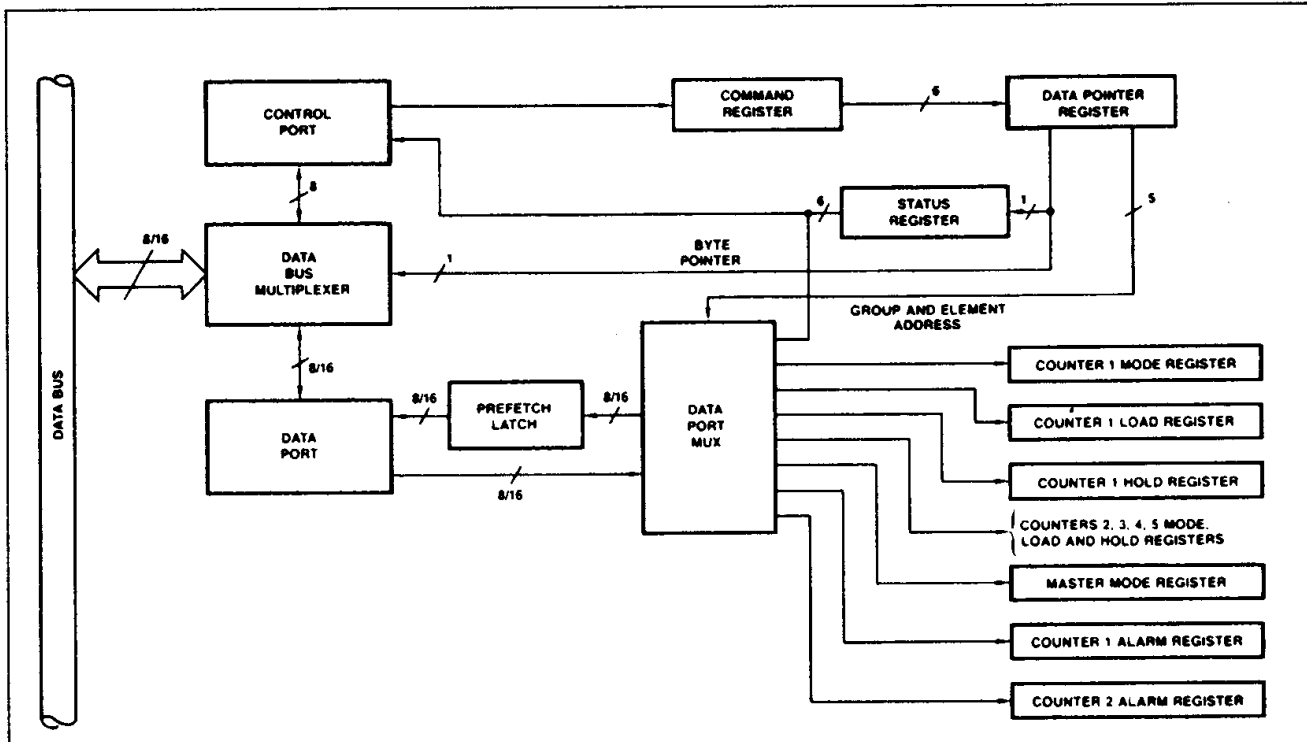 CONTROL
PORT
COMMAND
REGISTER
6
DATA POINTER
REGISTER
8
6
STATUS
REGISTER
1
5
8/16
DATA
BUS
MULTIPLEXER
1
BYTE
POINTER
GROUP AND ELEMENT
ADDRESS
DATA BUS
8/16
DATA
PORT
8/16
PREFETCH
LATCH
8/16
8/16
DATA
PORT
MUX
COUNTER 1 MODE REGISTER
COUNTER 1 LOAD REGISTER
COUNTER 1 HOLD REGISTER
COUNTERS 2, 3, 4, 5 MODE,
LOAD AND HOLD REGISTERS
MASTER MODE REGISTER
COUNTER 1 ALARM REGISTER
COUNTER 2 ALARM REGISTER